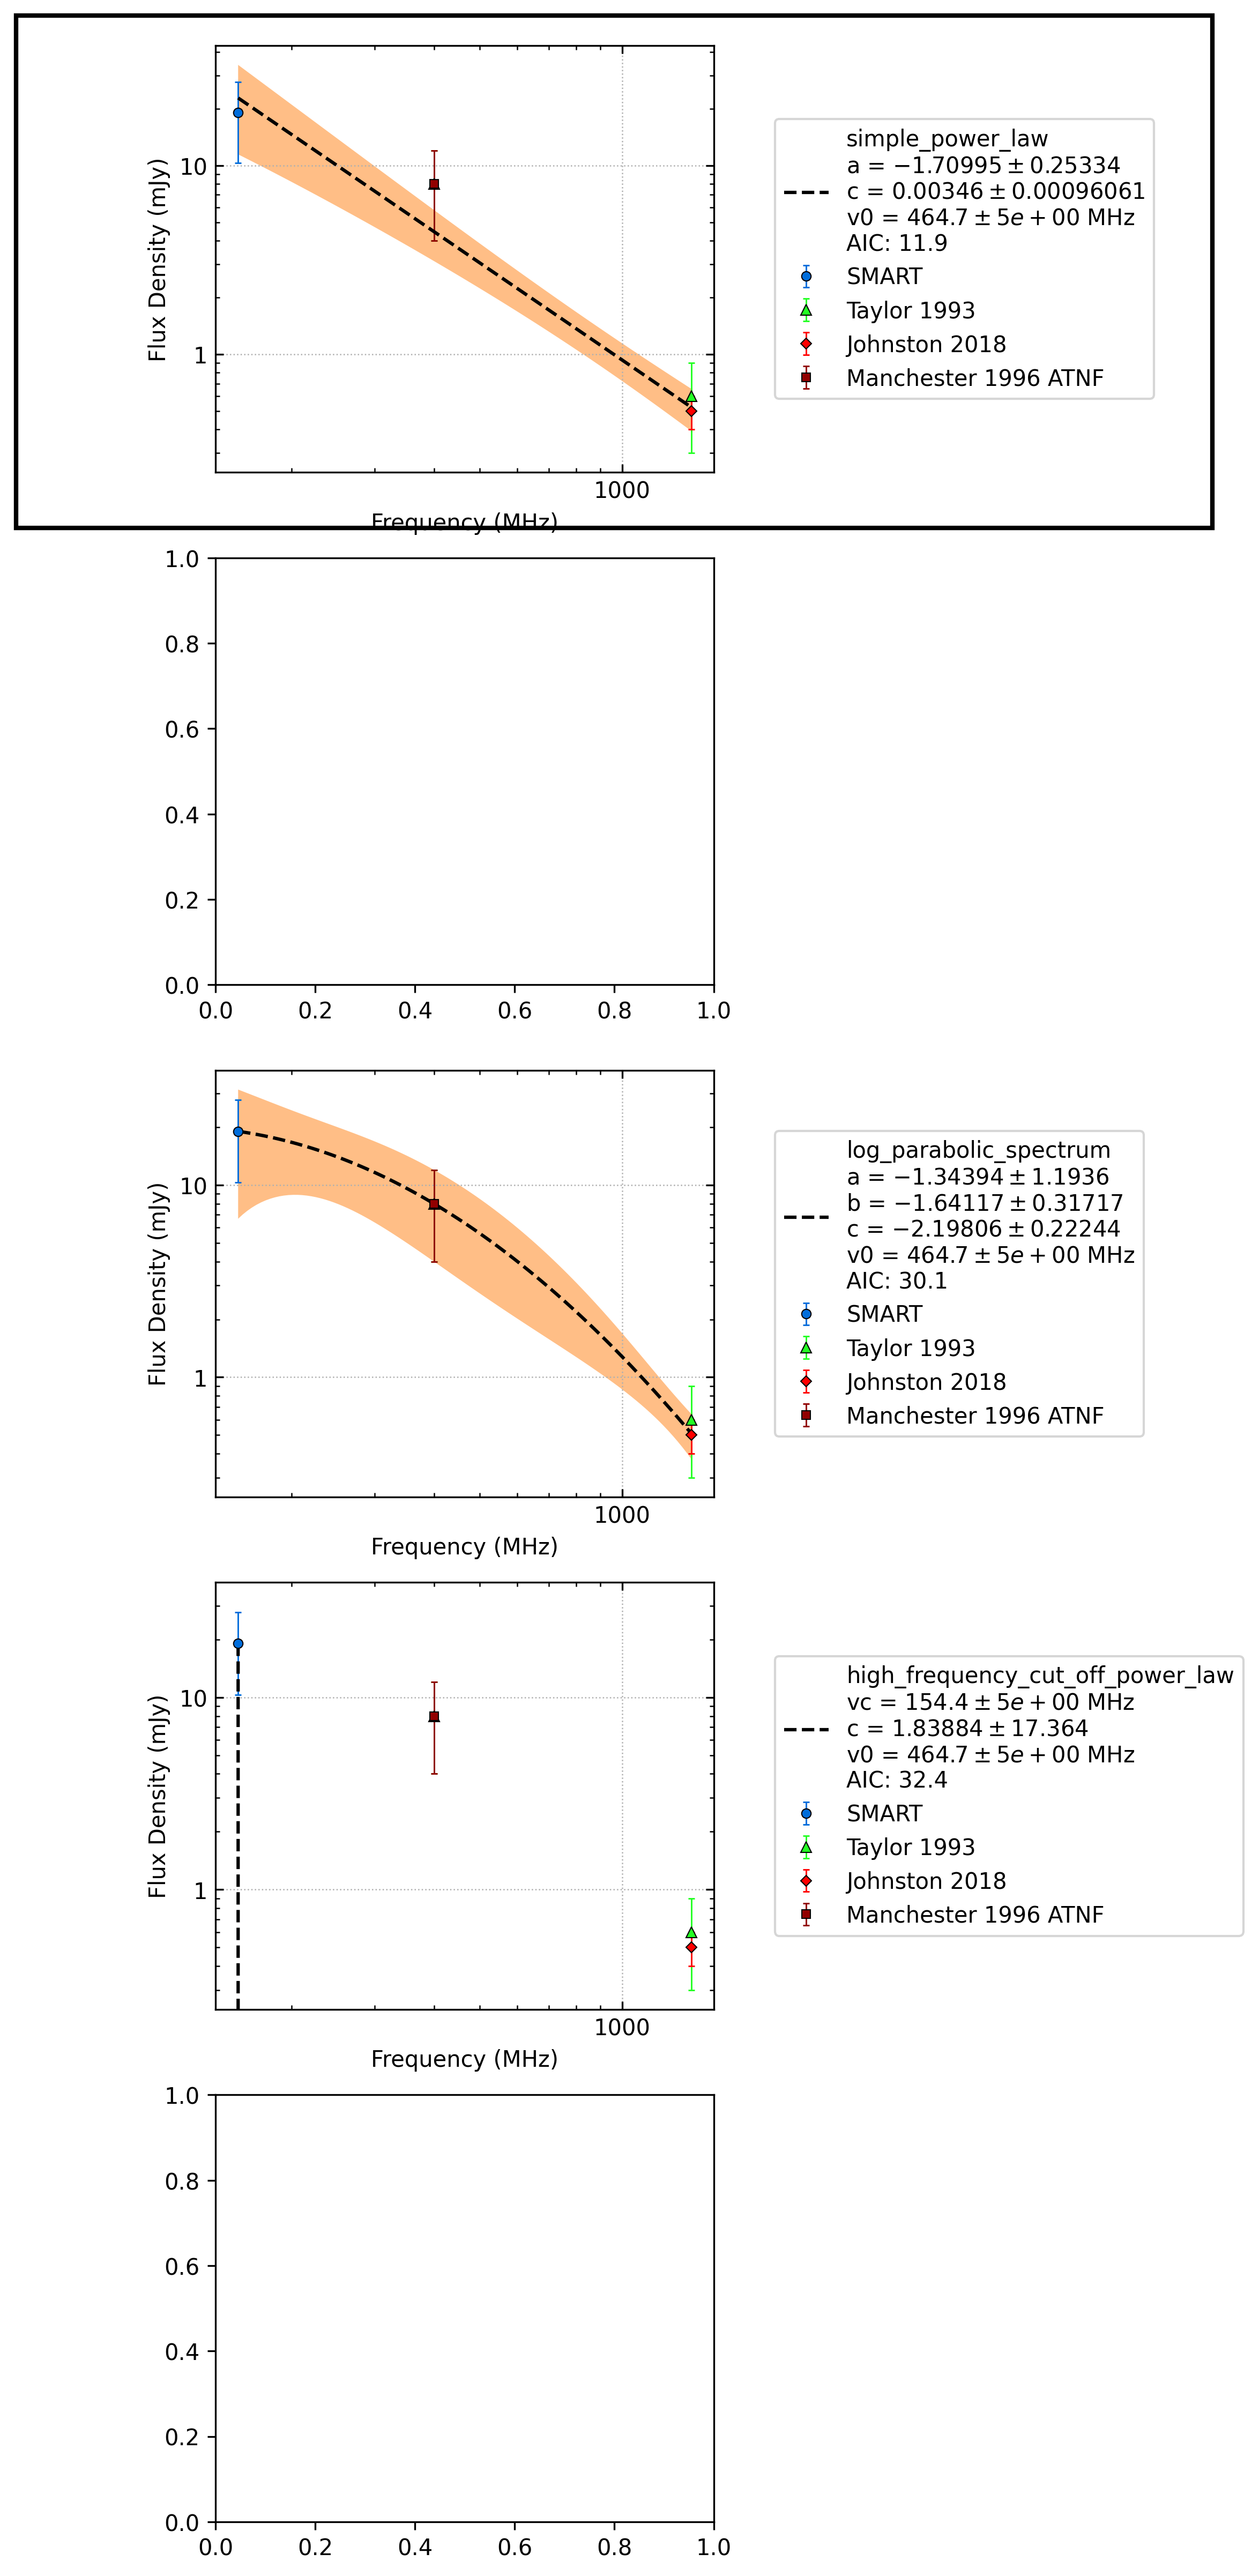 10
1
Flux Density (mJy)
1000
Frequency (MHz)
simple_power_law
a = −1.70995 ± 0.25334
c = 0.00346 ± 0.00096061
v0 = 464.7 ± 5e + 00 MHz
AIC: 11.9
SMART
Taylor 1993
Johnston 2018
Manchester 1996 ATNF
1.0
0.8
0.6
0.4
0.2
0.0
0.0 0.2 0.4 0.6 0.8 1.0
10
1
Flux Density (mJy)
1000
Frequency (MHz)
log_parabolic_spectrum
a = −1.34394 ± 1.1936
b = −1.64117 ± 0.31717
c = −2.19806 ± 0.22244
v0 = 464.7 ± 5e + 00 MHz
AIC: 30.1
SMART
Taylor 1993
Johnston 2018
Manchester 1996 ATNF
10
1
Flux Density (mJy)
1000
Frequency (MHz)
high_frequency_cut_off_power_law
vc = 154.4 ± 5e + 00 MHz
c = 1.83884 ± 17.364
v0 = 464.7 ± 5e + 00 MHz
AIC: 32.4
SMART
Taylor 1993
Johnston 2018
Manchester 1996 ATNF
1.0
0.8
0.6
0.4
0.2
0.0
0.0 0.2 0.4 0.6 0.8 1.0